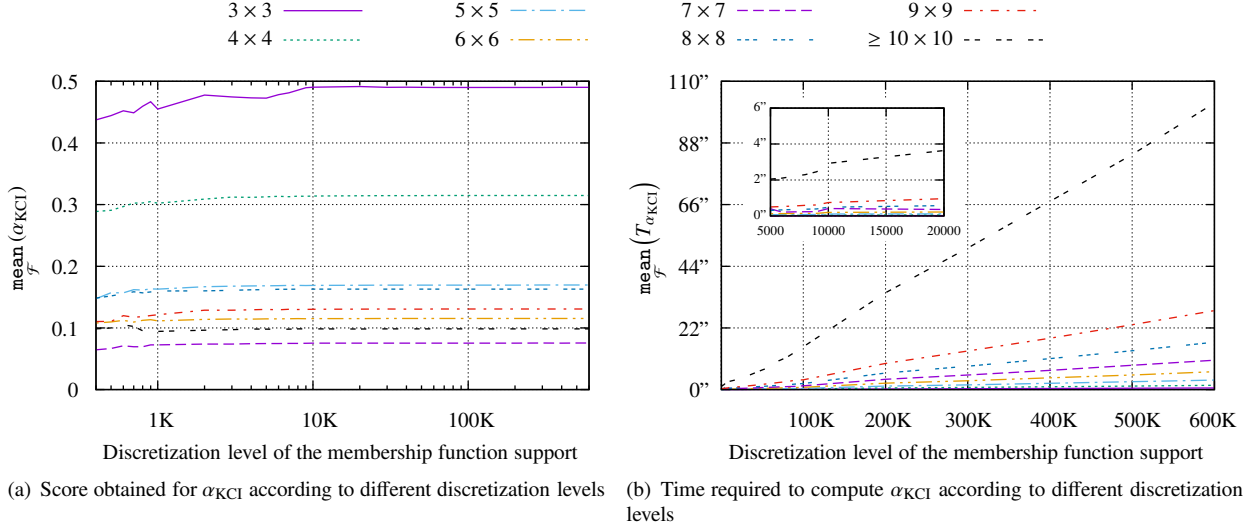 3 × 3
4 × 4
5 × 5
6 × 6
7 × 7
8 × 8
9 × 9
≥ 10 × 10
0.5
0.4
0.3
0.2
0.1
0
mean (αKCI)
ℱ
1K 10K 100K
Discretization level of the membership function support
(a) Score obtained for αKCI according to different discretization levels
110”
88”
66”
44”
22”
0”
mean (TαKCI)
ℱ
6”
4”
2”
0”
5000 10000 15000 20000
100K 200K 300K 400K 500K 600K
Discretization level of the membership function support
(b) Time required to compute αKCI according to different discretization
levels